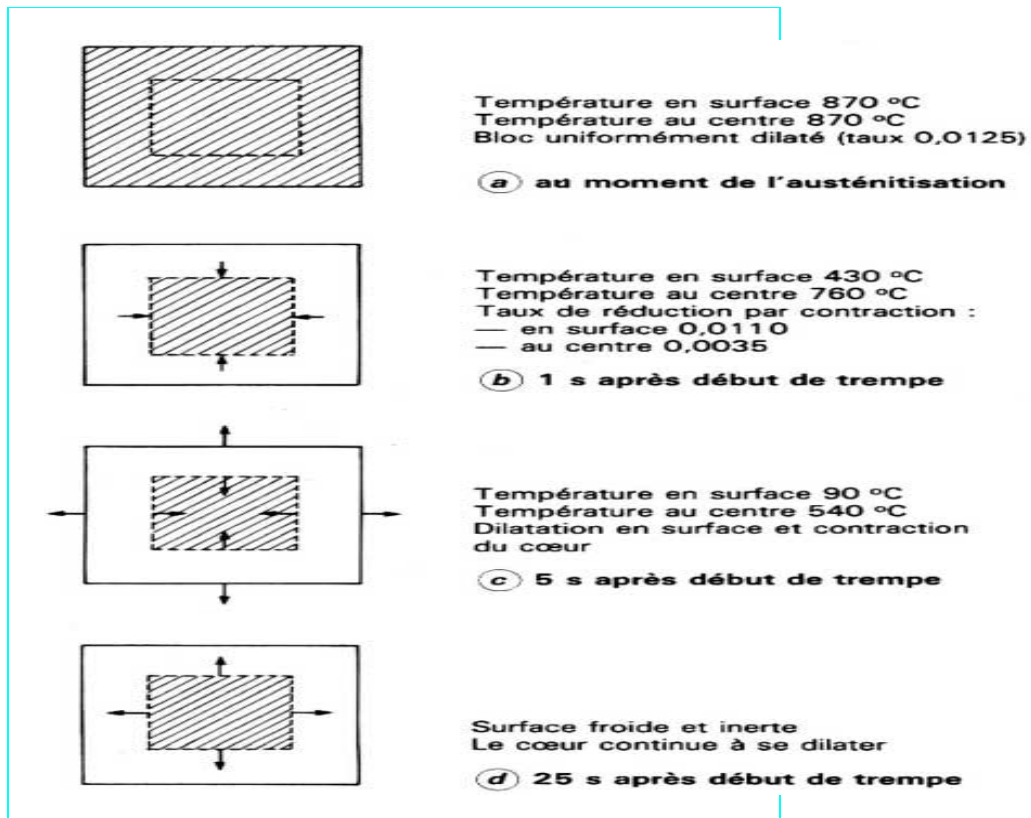 Température en surface 870 °C
Température au centre 870 °C
Bloc uniformément dilaté (taux 0,0125)
a au moment de l'austénitisation
Température en surface 430 °C
Température au centre 760 °C
Taux de réduction par contraction :
— en surface 0,0110
— au centre 0,0035
b 1 s après début de trempe
Température en surface 90 °C
Température au centre 540 °C
Dilatation en surface et contraction
du cœur
c 5 s après début de trempe
Surface froide et inerte
Le cœur continue à se dilater
d 25 s après début de trempe